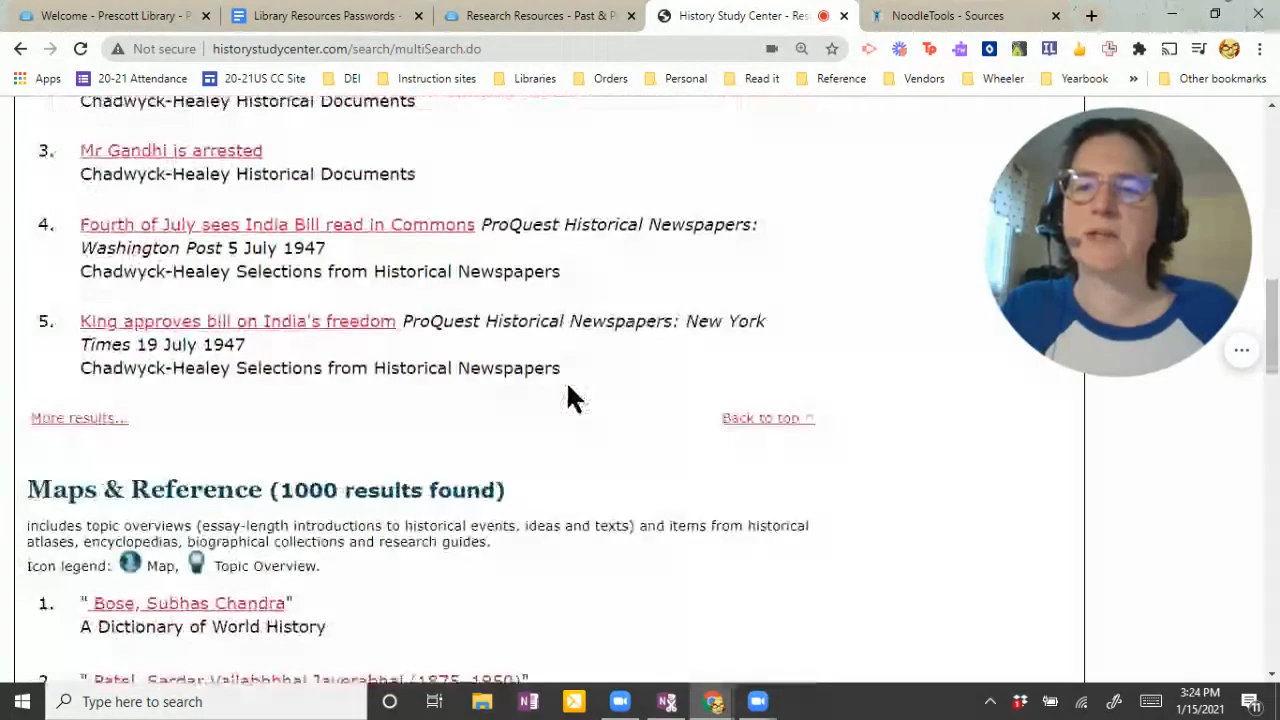 Welcome - Prescott Library - P
Library Resources Passwords -
Research Resources - Past & P
History Study Center - Res
NoodleTools - Sources
Not secure
historystudycenter.com/search/multiSearch.do
Apps
20-21 Attendance
20-21US CC Site
DEI
Instruction sites
Libraries
Orders
Personal
Read it
Reference
Vendors
Wheeler
Yearbook
»
Other bookmarks
Chadwyck-Healey Historical Documents
3. Mr Gandhi is arrested
Chadwyck-Healey Historical Documents
4. Fourth of July sees India Bill read in Commons ProQuest Historical Newspapers:
Washington Post 5 July 1947
Chadwyck-Healey Selections from Historical Newspapers
5. King approves bill on India's freedom ProQuest Historical Newspapers: New York
Times 19 July 1947
Chadwyck-Healey Selections from Historical Newspapers
More results...
Back to top ^
Maps & Reference (1000 results found)
Includes topic overviews (essay-length introductions to historical events, ideas and texts) and items from historical
atlases, encyclopedias, biographical collections and research guides.
Icon legend: Map, Topic Overview.
1. " Bose, Subhas Chandra"
A Dictionary of World History
2. " Patel, Sardar (1875-1950)"
Type here to search
3:24 PM
1/15/2021
11